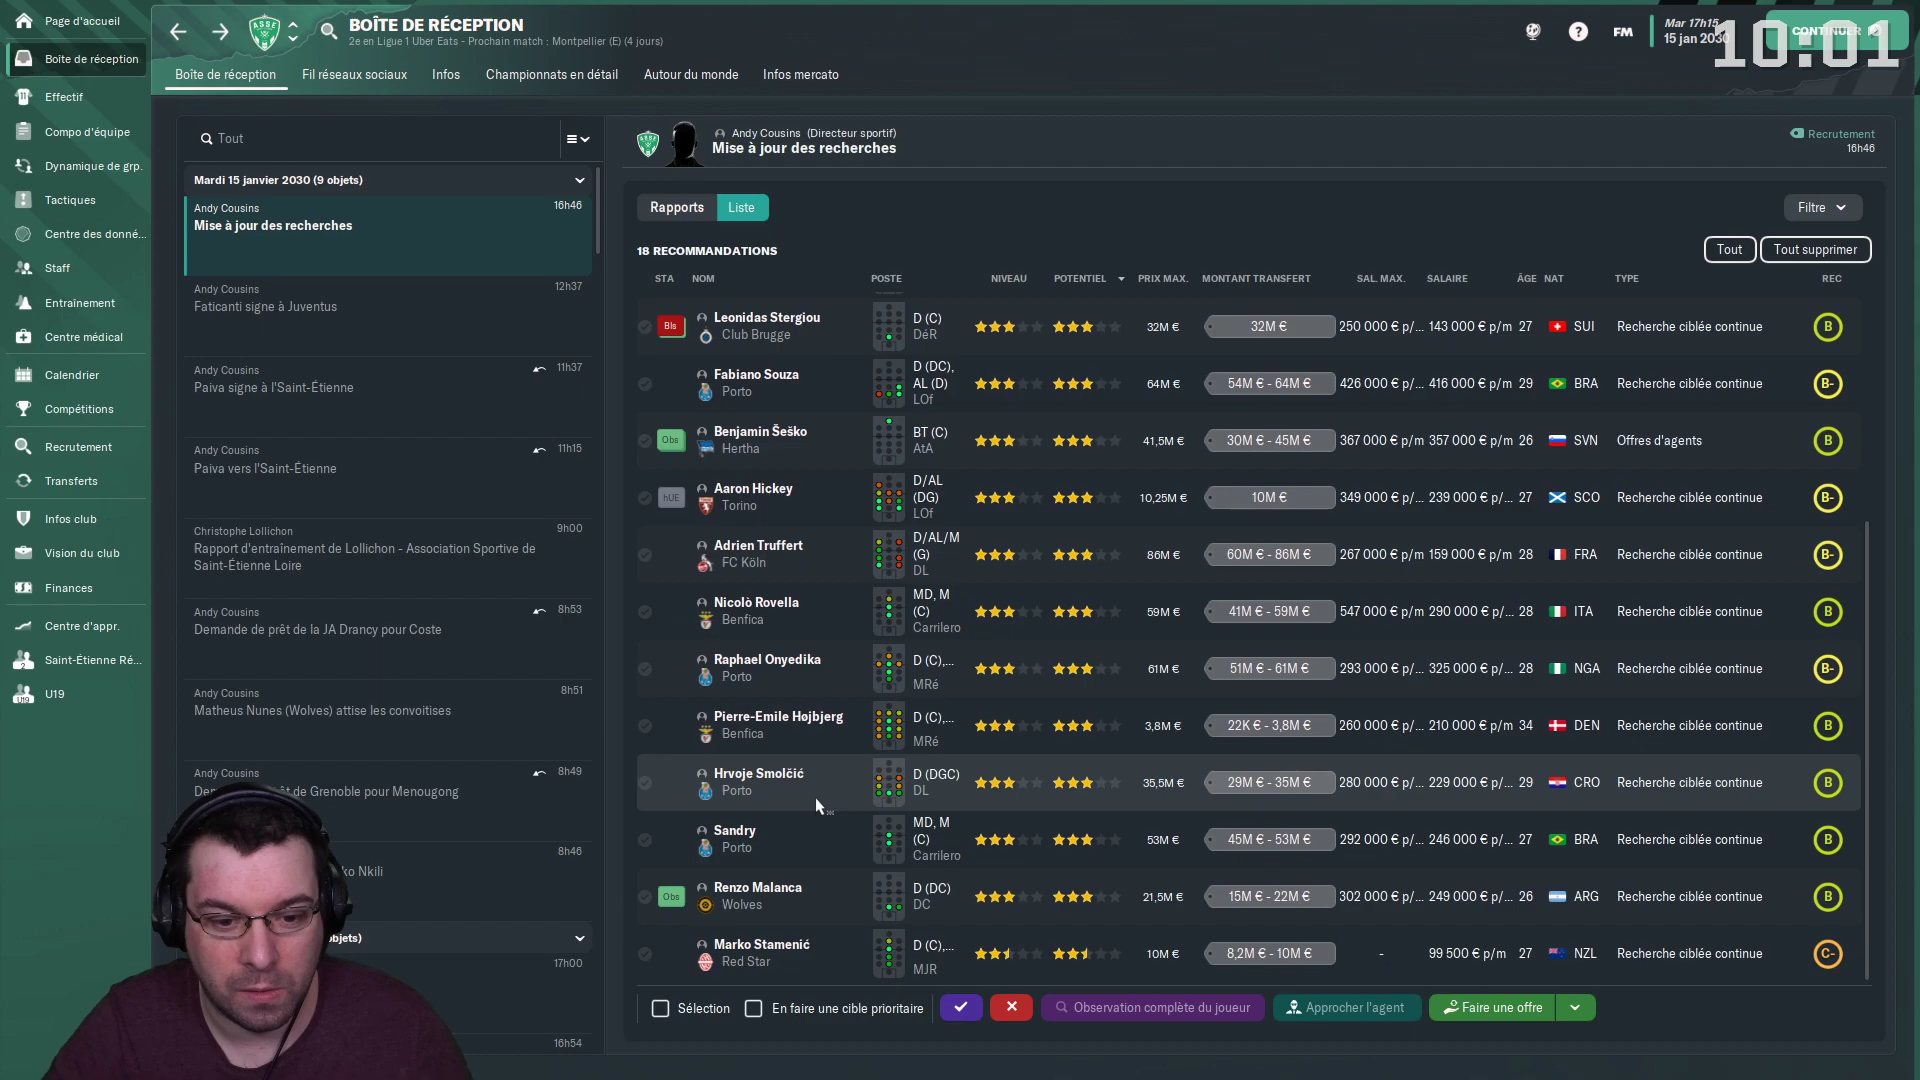 Page d'accueil
Boîte de réception
Effectif
Compo d'équipe
Dynamique de grp.
Tactiques
Centre des donné...
Staff
Entraînement
Centre médical
Calendrier
Compétitions
Recrutement
Transferts
Infos club
Vision du club
Finances
Centre d'appr.
Saint-Étienne Ré...
U19
BOÎTE DE RÉCEPTION
2e en Ligue 1 Uber Eats - Prochain match : Montpellier (E) (4 jours)
FM
Mar 17h15
15 jan 2030
CONTINUER
10:01
Boîte de réception
Fil réseaux sociaux
Infos
Championnats en détail
Autour du monde
Infos mercato
Tout
Mardi 15 janvier 2030 (9 objets)
Andy Cousins 16h46
Mise à jour des recherches
Andy Cousins 12h37
Faticanti signe à Juventus
Andy Cousins 11h37
Paiva signe à l'Saint-Étienne
Andy Cousins 11h15
Paiva vers l'Saint-Étienne
Christophe Lollichon 9h00
Rapport d'entraînement de Lollichon - Association Sportive de
Saint-Étienne Loire
Andy Cousins 8h53
Demande de prêt de la JA Drancy pour Coste
Andy Cousins 8h51
Matheus Nunes (Wolves) attise les convoitises
Andy Cousins 8h49
de Grenoble pour Menougong
8h46
Nkili
objets)
17h00
16h54
Andy Cousins (Directeur sportif)
Mise à jour des recherches
Recrutement
16h46
Rapports
Liste
Filtre
18 RECOMMANDATIONS
Tout
Tout supprimer
STA NOM POSTE NIVEAU POTENTIEL PRIX MAX. MONTANT TRANSFERT SAL. MAX. SALAIRE ÂGE NAT TYPE REC
Bls Leonidas Stergiou Club Brugge D (C) DéR 32M € 32M € 250 000 € p/... 143 000 € p/m 27 SUI Recherche ciblée continue B
Fabiano Souza Porto D (DC), AL (D) LOf 64M € 54M € - 64M € 426 000 € p/... 416 000 € p/m 29 BRA Recherche ciblée continue B-
Obs Benjamin Šeško Hertha BT (C) AtA 41,5M € 30M € - 45M € 367 000 € p/m 357 000 € p/m 26 SVN Offres d'agents B
hUE Aaron Hickey Torino D/AL (DG) LOf 10,25M € 10M € 349 000 € p/... 239 000 € p/m 27 SCO Recherche ciblée continue B-
Adrien Truffert FC Köln D/AL/M (G) DL 86M € 60M € - 86M € 267 000 € p/m 159 000 € p/m 28 FRA Recherche ciblée continue B-
Nicolò Rovella Benfica MD, M (C) Carrilero 59M € 41M € - 59M € 547 000 € p/m 290 000 € p/... 28 ITA Recherche ciblée continue B
Raphael Onyedika Porto D (C),... MRé 61M € 51M € - 61M € 293 000 € p/... 325 000 € p/m 28 NGA Recherche ciblée continue B-
Pierre-Emile Højbjerg Benfica D (C),... MRé 3,8M € 22K € - 3,8M € 260 000 € p/... 210 000 € p/m 34 DEN Recherche ciblée continue B
Hrvoje Smolčić Porto D (DGC) DL 35,5M € 29M € - 35M € 280 000 € p/... 229 000 € p/m 29 CRO Recherche ciblée continue B
Sandry Porto MD, M (C) Carrilero 53M € 45M € - 53M € 292 000 € p/... 246 000 € p/m 27 BRA Recherche ciblée continue B
Obs Renzo Malanca Wolves D (DC) DC 21,5M € 15M € - 22M € 302 000 € p/... 249 000 € p/... 26 ARG Recherche ciblée continue B
Marko Stamenić Red Star D (C),... MJR 10M € 8,2M € - 10M € - 99 500 € p/m 27 NZL Recherche ciblée continue C-
Sélection
En faire une cible prioritaire
Observation complète du joueur
Approcher l'agent
Faire une offre